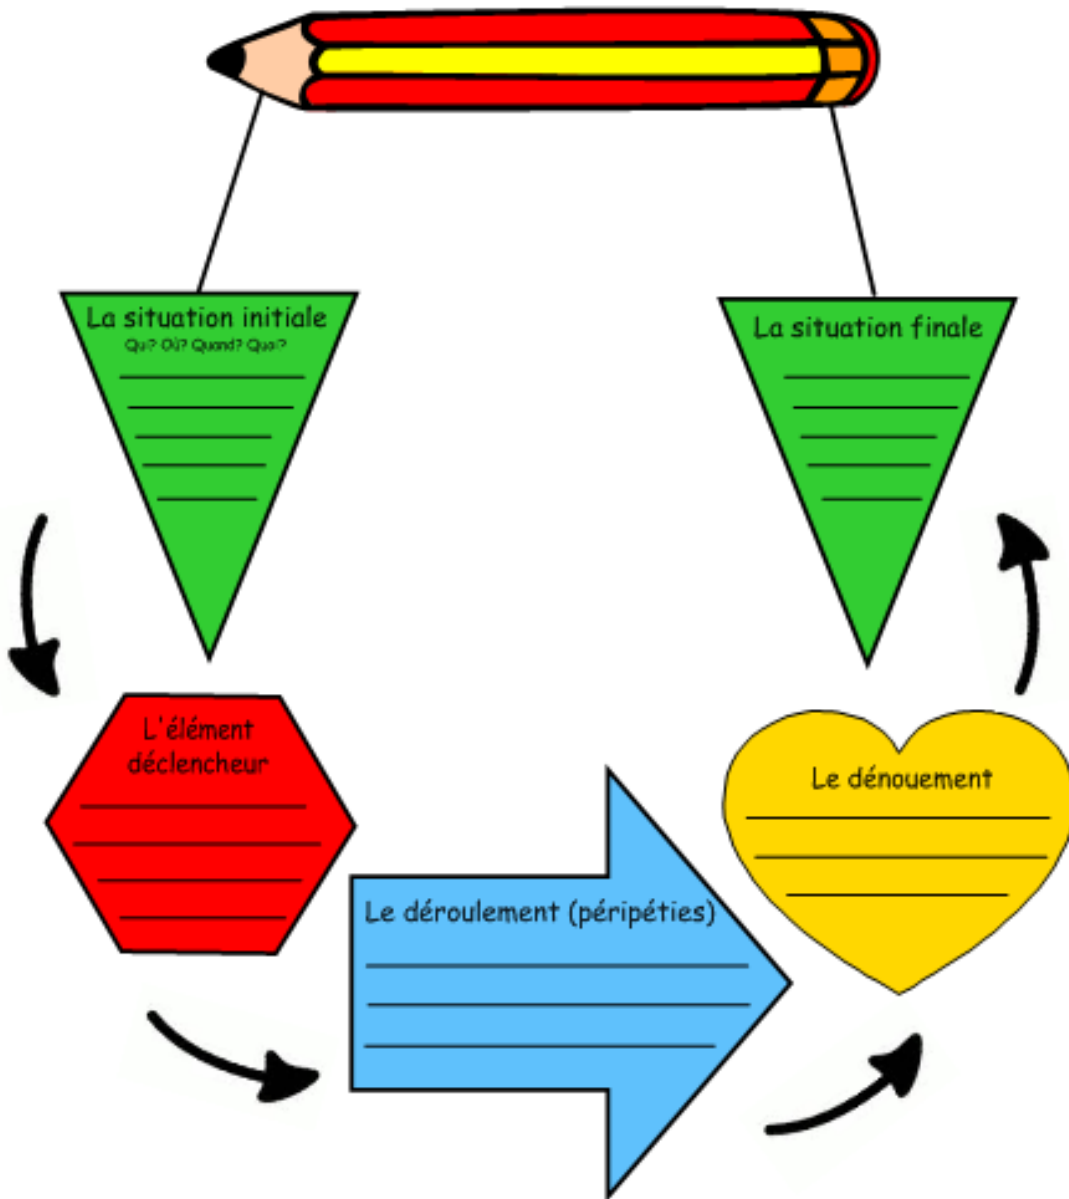 La situation initiale
Qui? Où? Quand? Quoi?
La situation finale
L'élément
déclencheur
Le dénouement
Le déroulement (péripéties)